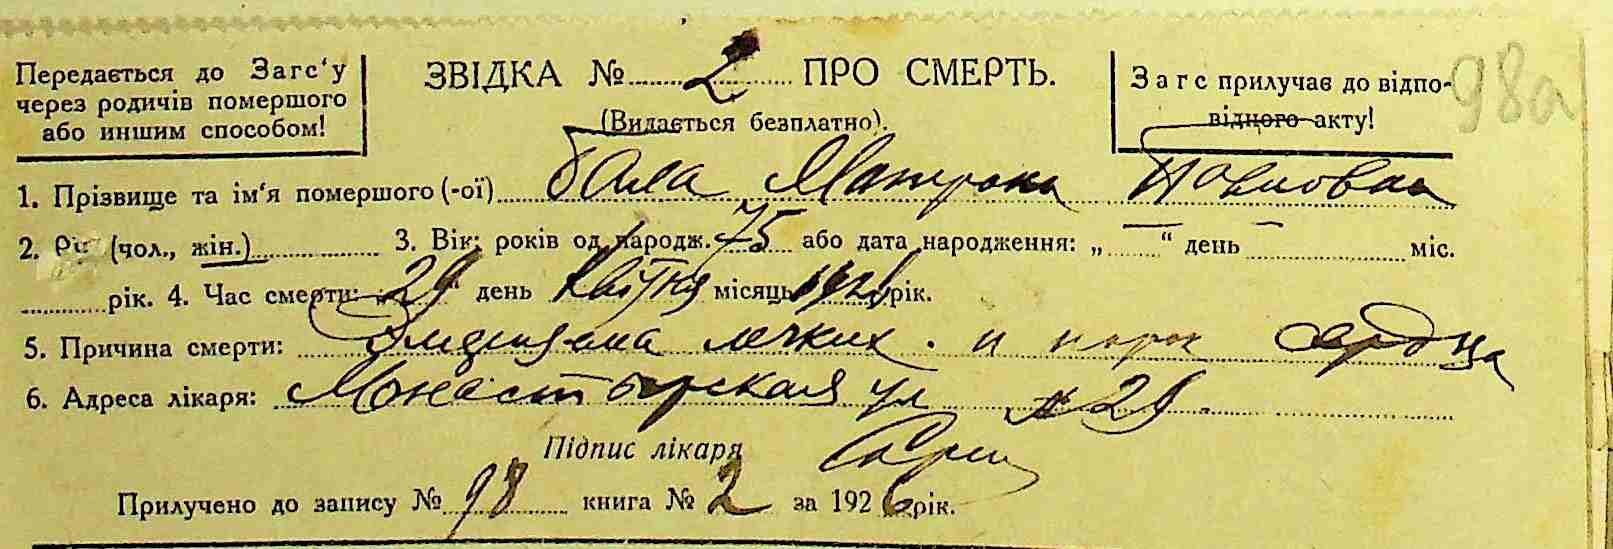 Передається до Загс'у
через родичів помершого
або иншим способом!
ЗВІДКА № 2 ПРО СМЕРТЬ.
(Видається безплатно).
Загс прилучає до відпо-
відного акту!
98а
1. Прізвище та ім'я помершого (-ої) Бала Матрона Павловна
2. (чол., жін.) 3. Вік: років од народж. 75 або дата народження: „ — “ день — міс.
рік. 4. Час смерти: „29“ день Квітня місяць рік.
5. Причина смерти: Эмфизема легких. и порок сердца
6. Адреса лікаря: Монастырская ул № 29.
Підпис лікаря
Прилучено до запису № 98 книга № 2 за 1926 рік.